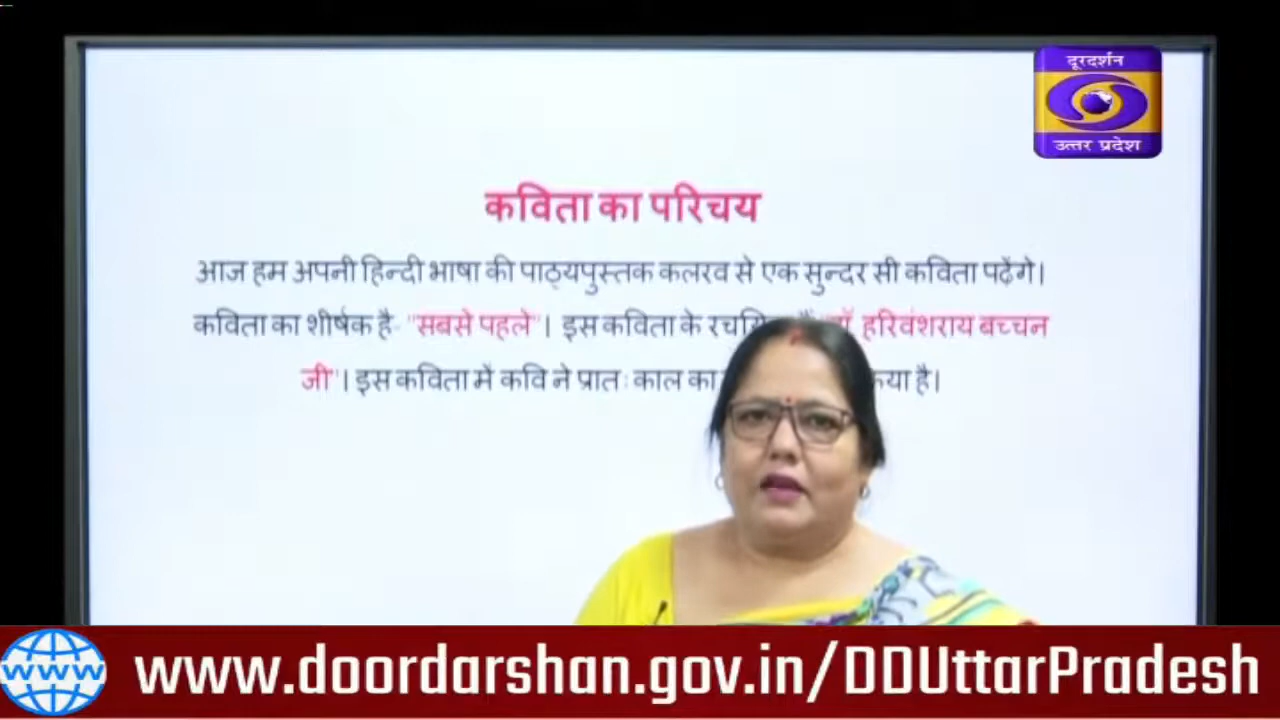 दूरदर्शन
उत्तर प्रदेश
कविता का परिचय
आज हम अपनी हिन्दी भाषा की पाठ्यपुस्तक कलरव से एक सुन्दर सी कविता पढ़ेंगे।
कविता का शीर्षक है- "सबसे पहले"। इस कविता के हरिवंशराय बच्चन
जी"। इस कविता में कवि ने प्रातः काल का है।
www
www.doordarshan.gov.in/DDUttarPradesh